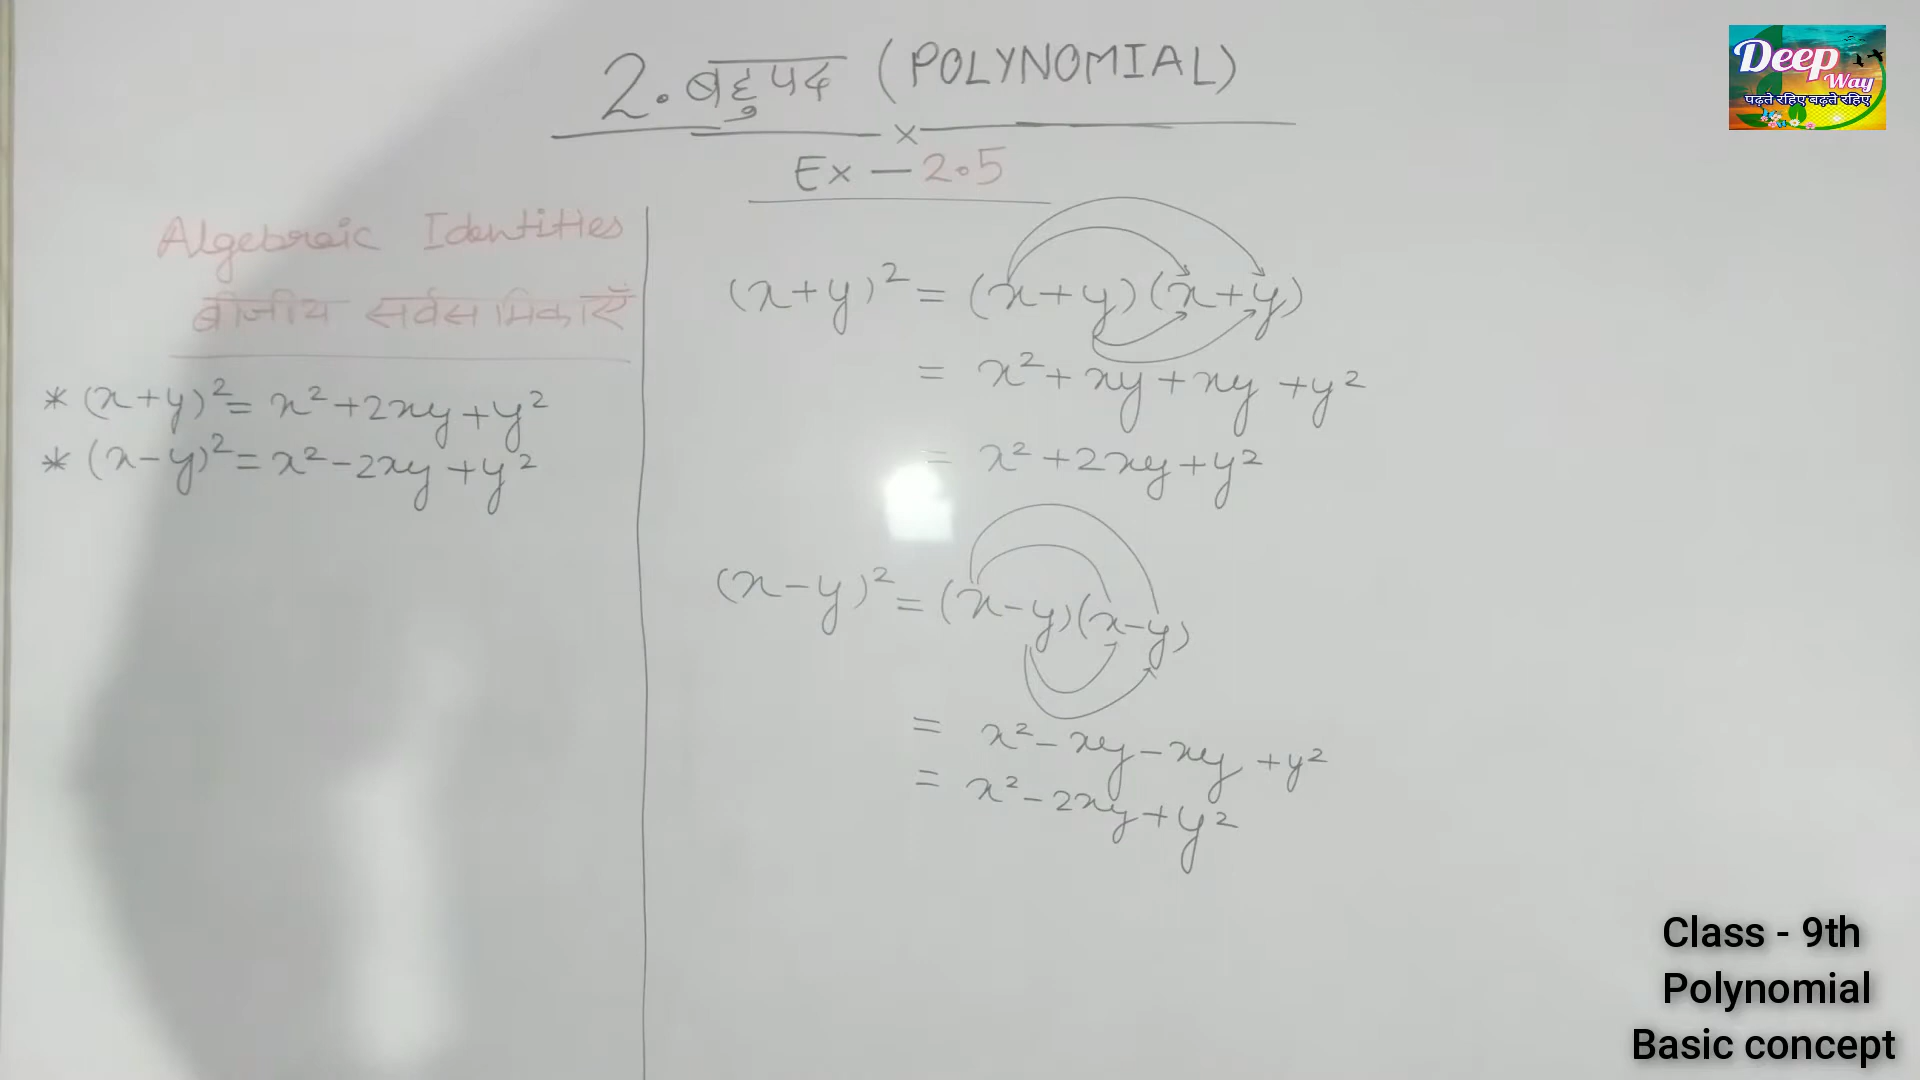 2. बहुपद (POLYNOMIAL)
x
Ex — 2.5
Deep
Way
पढ़ते रहिए बढ़ते रहिए
Algebraic Identities
बीजीय सर्वसमिकाएँ
* (x+y)² = x² + 2xy + y²
* (x-y)² = x² - 2xy + y²
(x+y)² = (x+y)(x+y)
= x² + xy + xy + y²
= x² + 2xy + y²
(x-y)² = (x-y)(x-y)
= x² - xy - xy + y²
= x² - 2xy + y²
Class - 9th
Polynomial
Basic concept